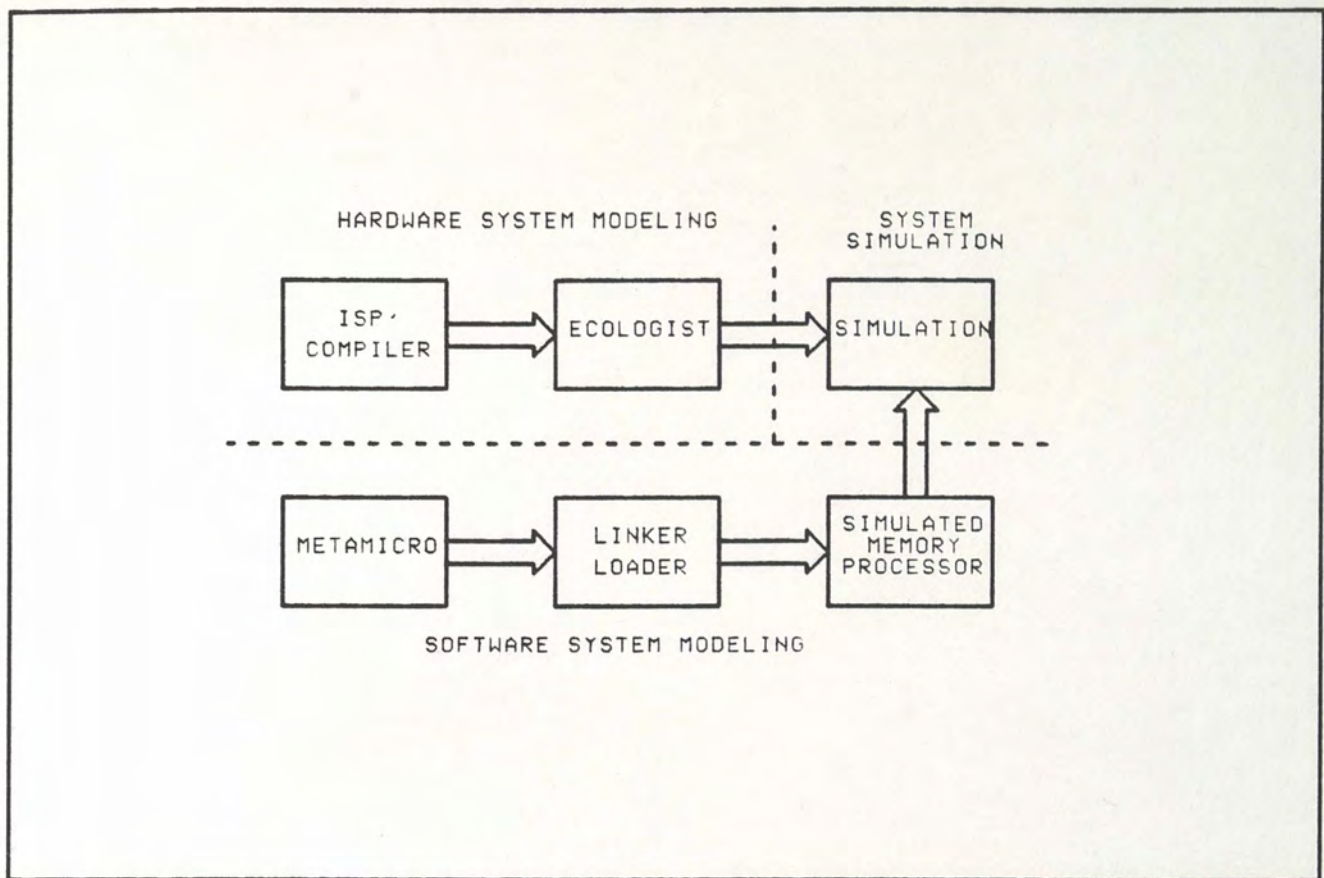 HARDWARE SYSTEM MODELING
SYSTEM
SIMULATION
ISP'
COMPILER
ECOLOGIST
SIMULATION
METAMICRO
LINKER
LOADER
SIMULATED
MEMORY
PROCESSOR
SOFTWARE SYSTEM MODELING